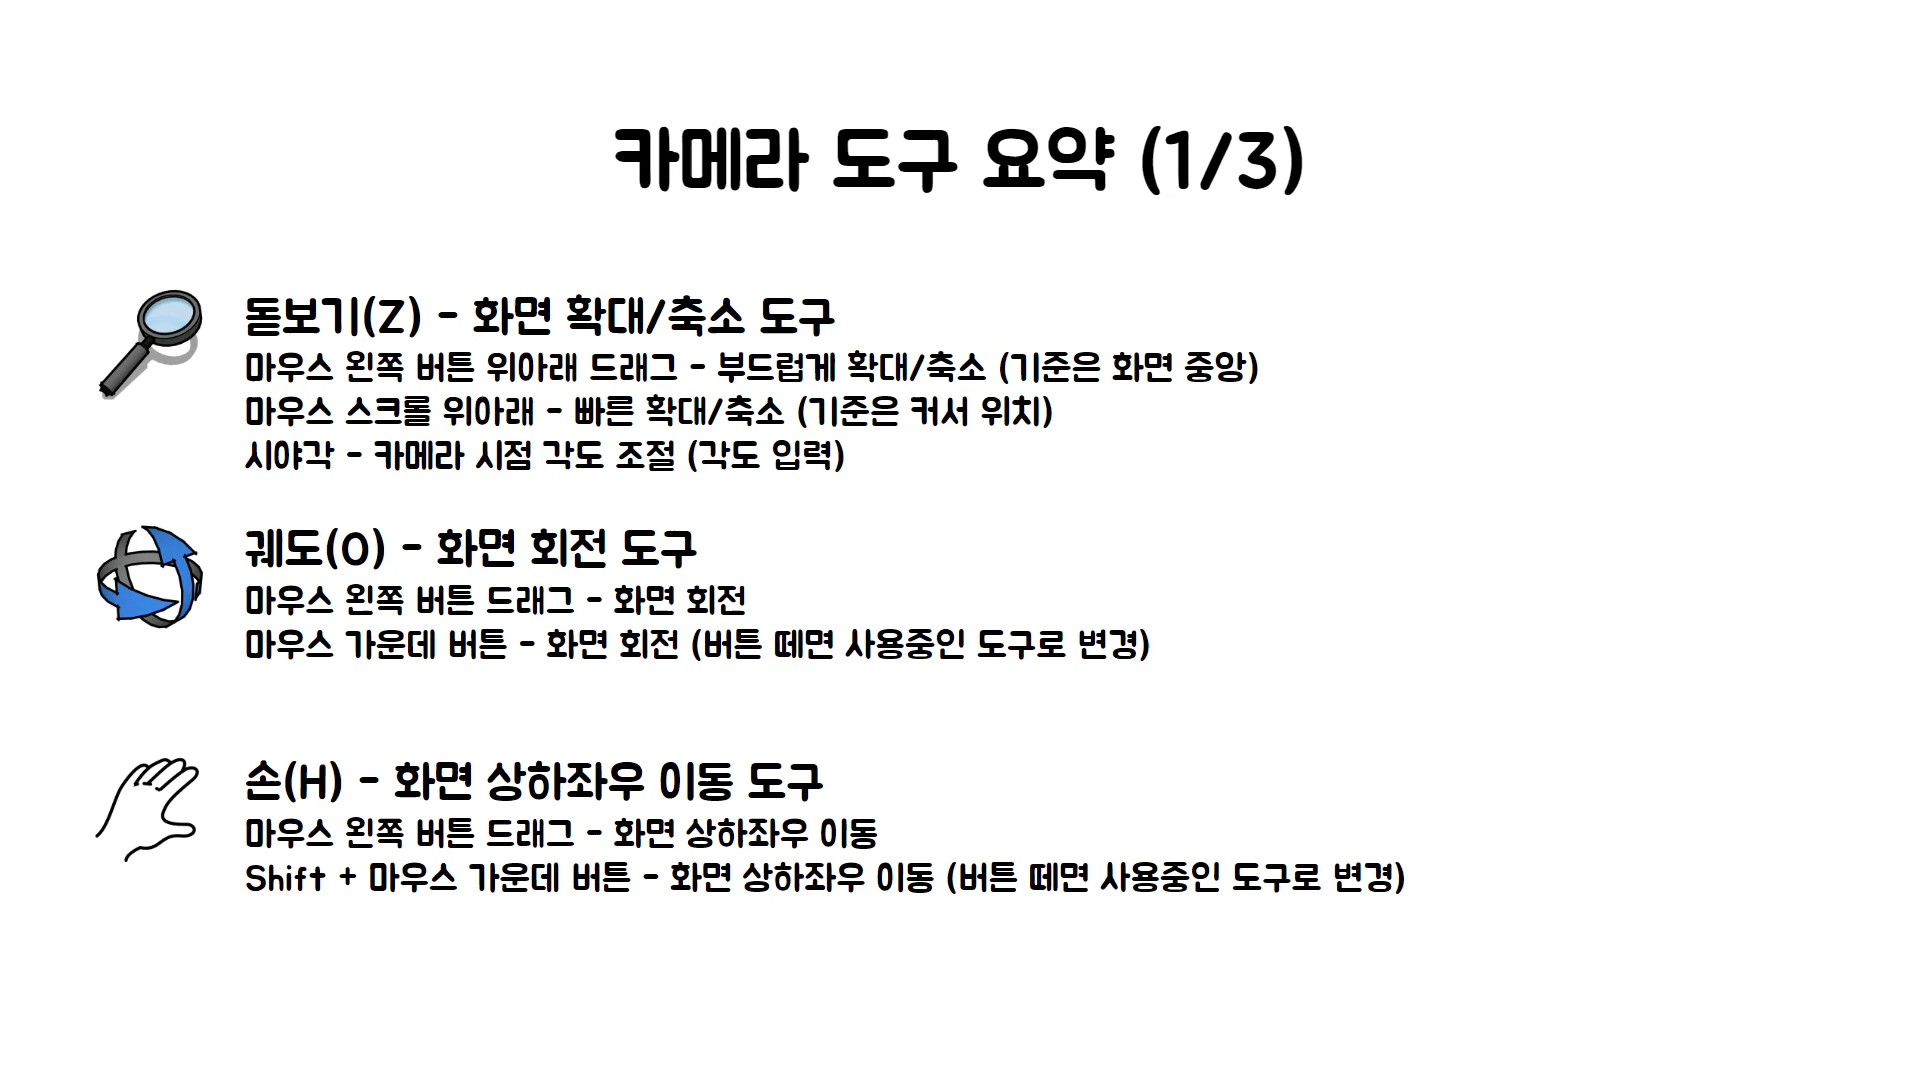 카메라 도구 요약 (1/3)
돋보기(Z) - 화면 확대/축소 도구
마우스 왼쪽 버튼 위아래 드래그 - 부드럽게 확대/축소 (기준은 화면 중앙)
마우스 스크롤 위아래 - 빠른 확대/축소 (기준은 커서 위치)
시야각 - 카메라 시점 각도 조절 (각도 입력)
궤도(O) - 화면 회전 도구
마우스 왼쪽 버튼 드래그 - 화면 회전
마우스 가운데 버튼 - 화면 회전 (버튼 떼면 사용중인 도구로 변경)
손(H) - 화면 상하좌우 이동 도구
마우스 왼쪽 버튼 드래그 - 화면 상하좌우 이동
Shift + 마우스 가운데 버튼 - 화면 상하좌우 이동 (버튼 떼면 사용중인 도구로 변경)